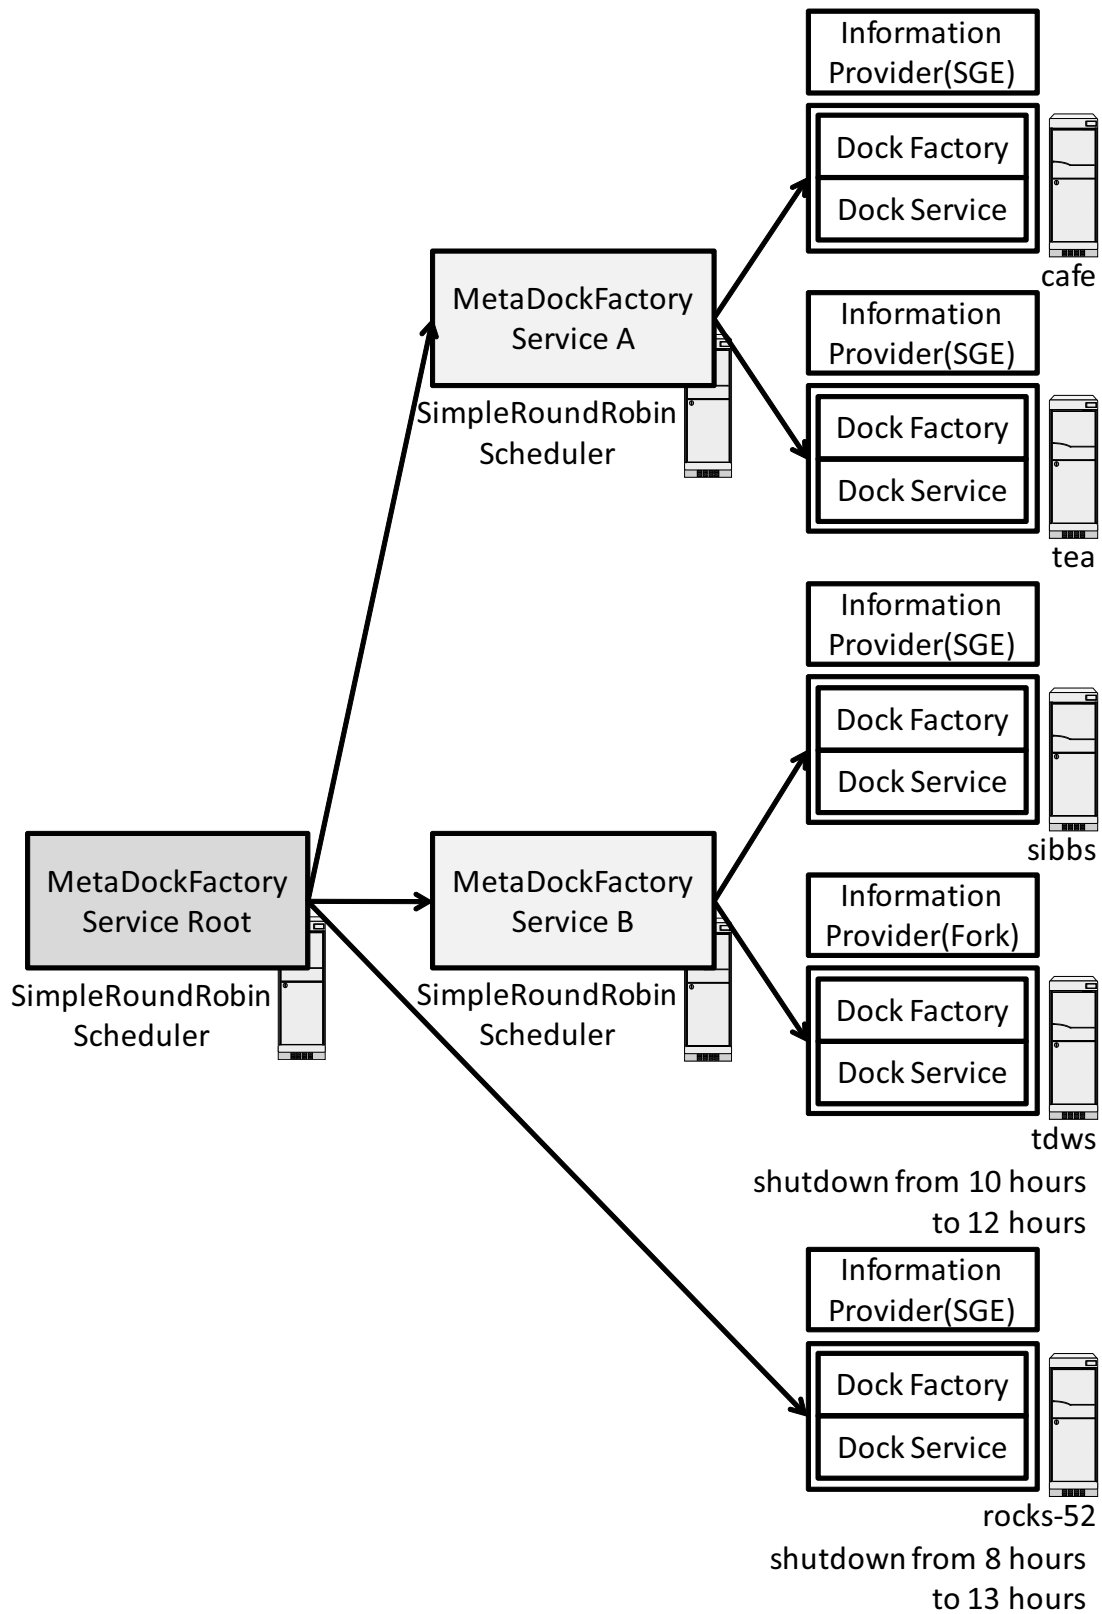 Information
Provider(SGE)
Dock Factory
Dock Service
cafe
MetaDockFactory
Service A
SimpleRoundRobin
Scheduler
Information
Provider(SGE)
Dock Factory
Dock Service
tea
Information
Provider(SGE)
Dock Factory
Dock Service
sibbs
MetaDockFactory
Service Root
SimpleRoundRobin
Scheduler
MetaDockFactory
Service B
SimpleRoundRobin
Scheduler
Information
Provider(Fork)
Dock Factory
Dock Service
tdws
shutdown from 10 hours
to 12 hours
Information
Provider(SGE)
Dock Factory
Dock Service
rocks-52
shutdown from 8 hours
to 13 hours